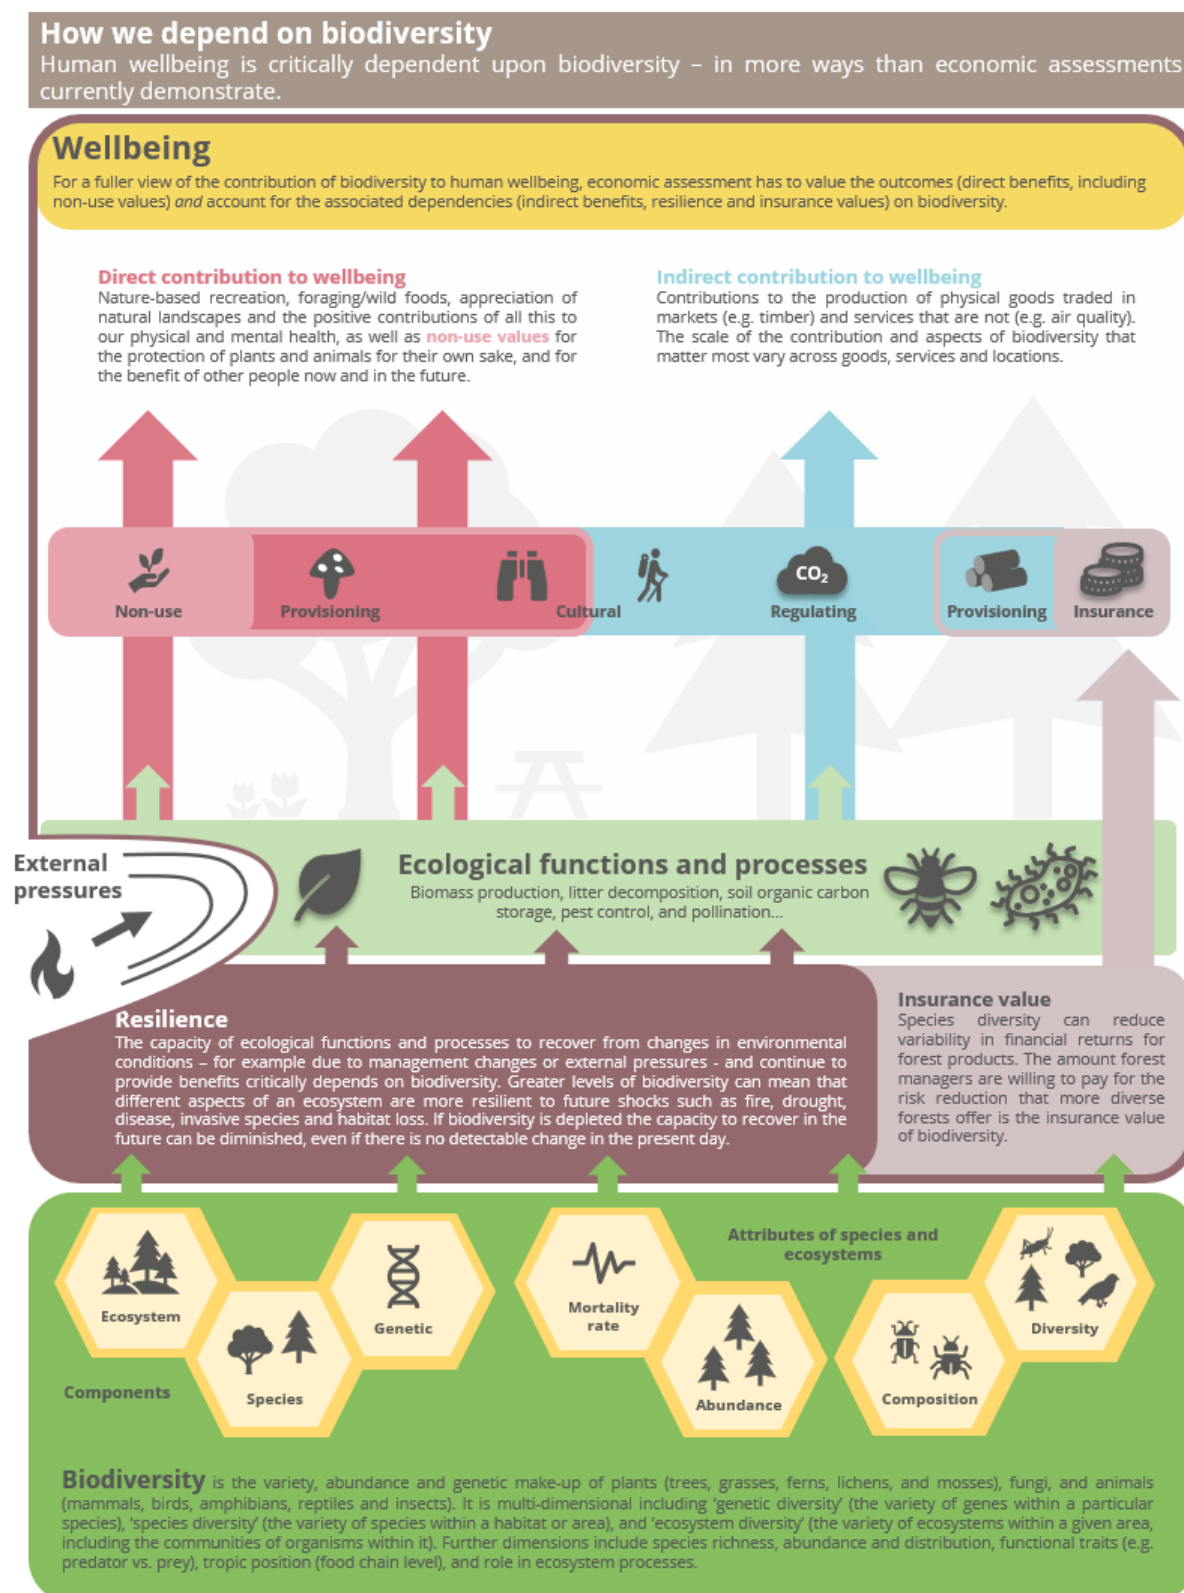 How we depend on biodiversity
Human wellbeing is critically dependent upon biodiversity – in more ways than economic assessments
currently demonstrate.
Wellbeing
For a fuller view of the contribution of biodiversity to human wellbeing, economic assessment has to value the outcomes (direct benefits, including
non-use values) and account for the associated dependencies (indirect benefits, resilience and insurance values) on biodiversity.
Direct contribution to wellbeing
Nature-based recreation, foraging/wild foods, appreciation of
natural landscapes and the positive contributions of all this to
our physical and mental health, as well as non-use values for
the protection of plants and animals for their own sake, and for
the benefit of other people now and in the future.
Indirect contribution to wellbeing
Contributions to the production of physical goods traded in
markets (e.g. timber) and services that are not (e.g. air quality).
The scale of the contribution and aspects of biodiversity that
matter most vary across goods, services and locations.
CO₂
Non-use
Provisioning
Cultural
Regulating
Provisioning
Insurance
External
pressures
Ecological functions and processes
Biomass production, litter decomposition, soil organic carbon
storage, pest control, and pollination...
Resilience
The capacity of ecological functions and processes to recover from changes in environmental
conditions – for example due to management changes or external pressures - and continue to
provide benefits critically depends on biodiversity. Greater levels of biodiversity can mean that
different aspects of an ecosystem are more resilient to future shocks such as fire, drought,
disease, invasive species and habitat loss. If biodiversity is depleted the capacity to recover in the
future can be diminished, even if there is no detectable change in the present day.
Insurance value
Species diversity can reduce
variability in financial returns for
forest products. The amount forest
managers are willing to pay for the
risk reduction that more diverse
forests offer is the insurance value
of biodiversity.
Ecosystem
Species
Genetic
Components
Mortality
rate
Abundance
Attributes of species and
ecosystems
Composition
Diversity
Biodiversity is the variety, abundance and genetic make-up of plants (trees, grasses, ferns, lichens, and mosses), fungi, and animals
(mammals, birds, amphibians, reptiles and insects). It is multi-dimensional including ‘genetic diversity’ (the variety of genes within a particular
species), ‘species diversity’ (the variety of species within a habitat or area), and ‘ecosystem diversity’ (the variety of ecosystems within a given area,
including the communities of organisms within it). Further dimensions include species richness, abundance and distribution, functional traits (e.g.
predator vs. prey), tropic position (food chain level), and role in ecosystem processes.